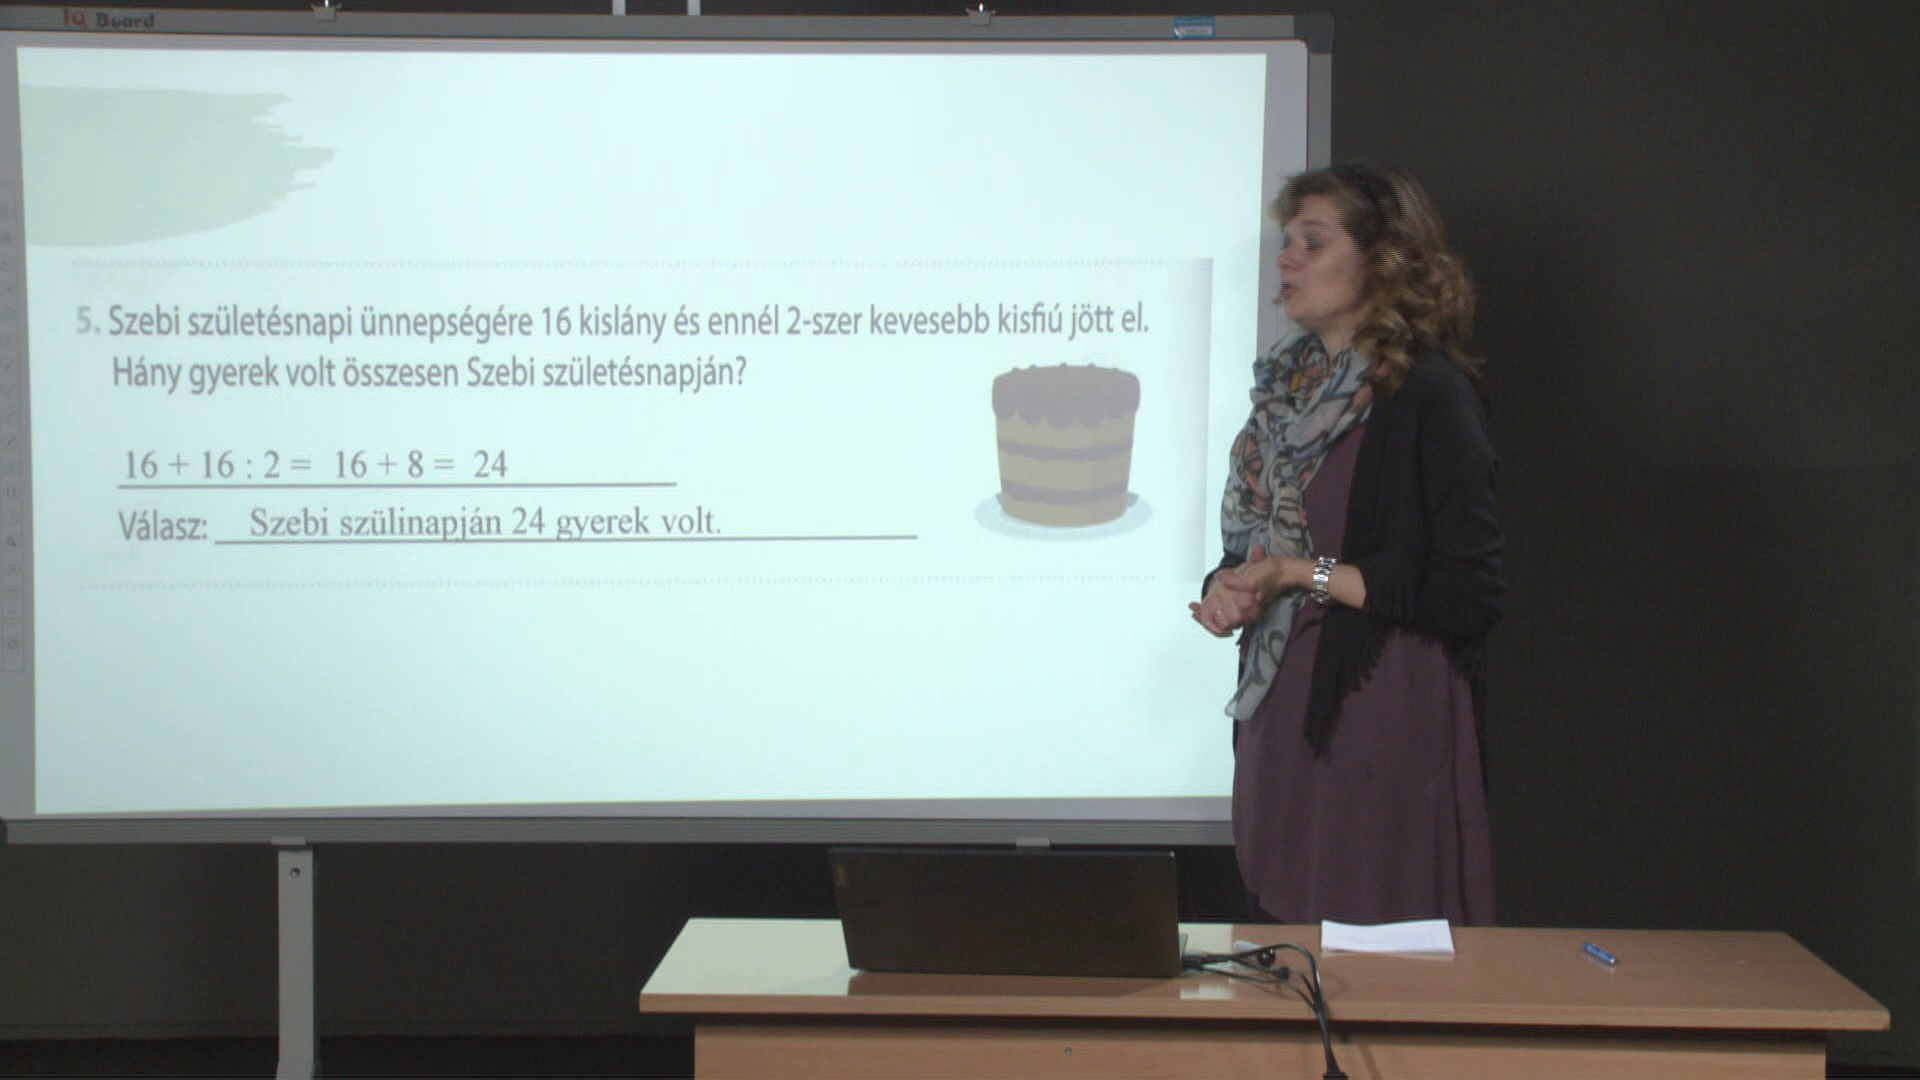 iQ Board
5. Szebi születésnapi ünnepségére 16 kislány és ennél 2-szer kevesebb kisfiú jött el.
Hány gyerek volt összesen Szebi születésnapján?
16 + 16 : 2 = 16 + 8 = 24
Válasz: Szebi szülinapján 24 gyerek volt.